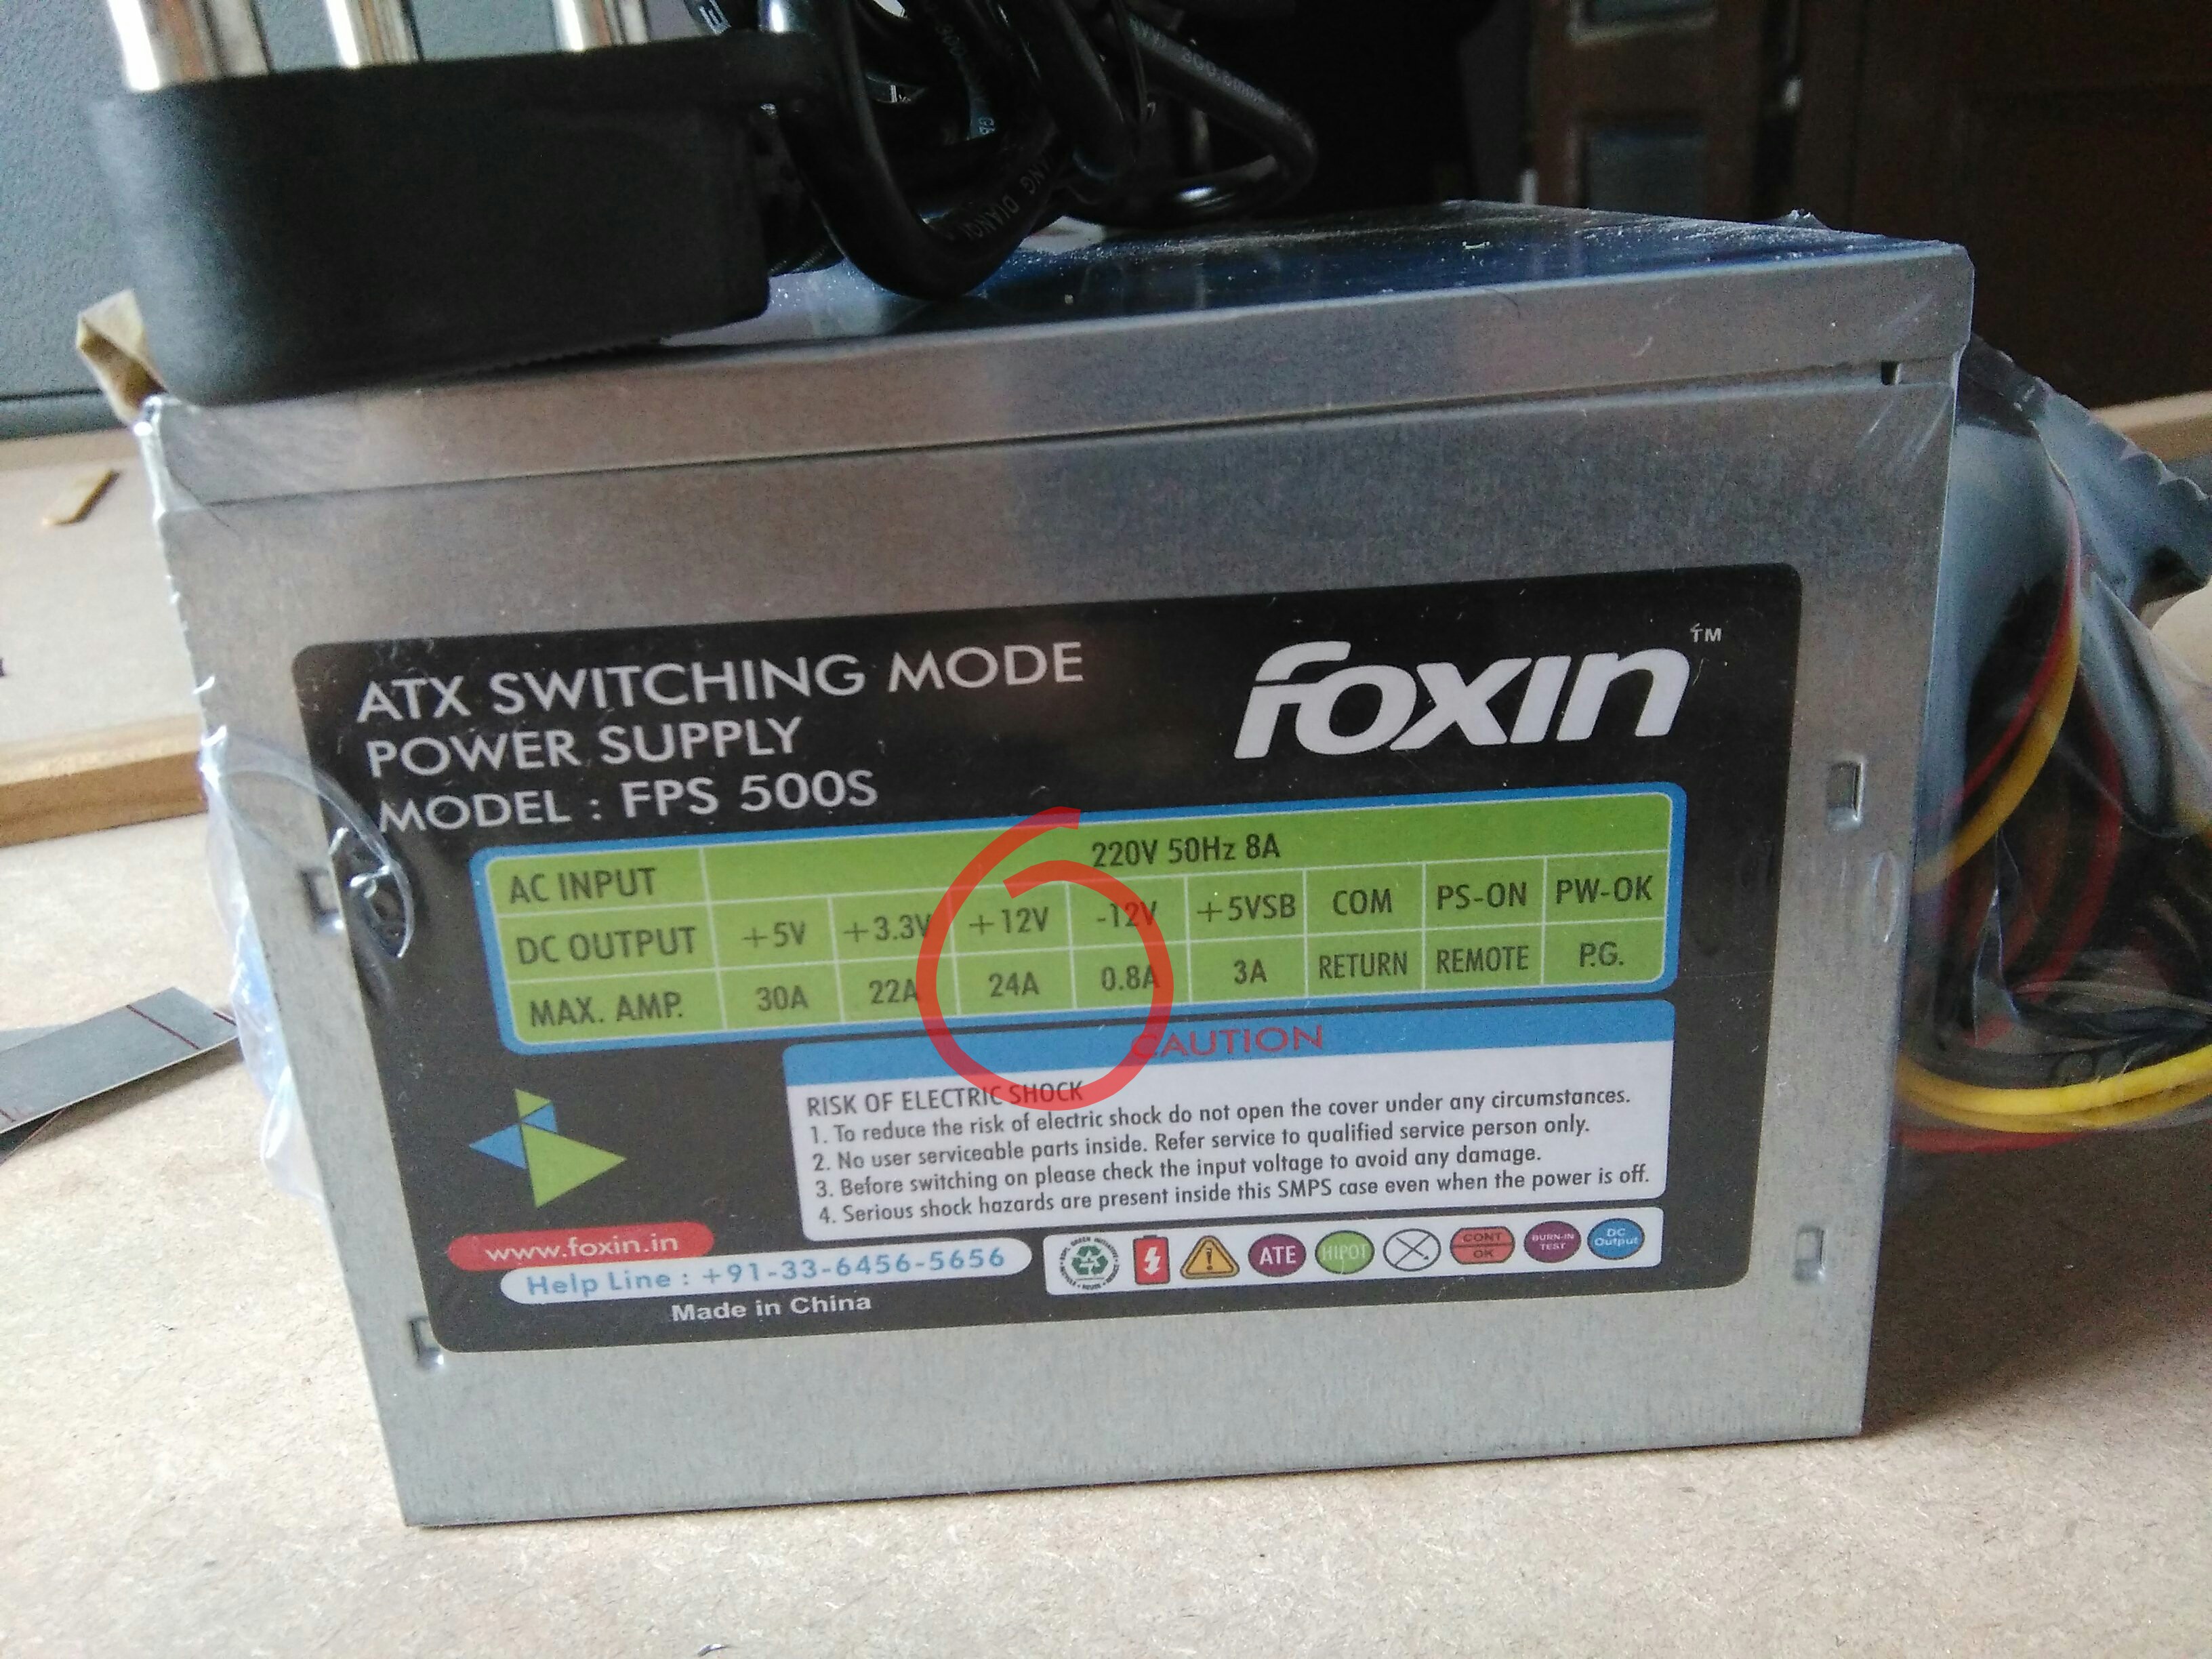 ATX SWITCHING MODE
POWER SUPPLY
MODEL : FPS 500S
foxin TM
AC INPUT 220V 50Hz 8A
DC OUTPUT +5V +3.3V +12V -12V +5VSB COM PS-ON PW-OK
MAX. AMP. 30A 22A 24A 0.8A 3A RETURN REMOTE P.G.
CAUTION
RISK OF ELECTRIC SHOCK
1. To reduce the risk of electric shock do not open the cover under any circumstances.
2. No user serviceable parts inside. Refer service to qualified service person only.
3. Before switching on please check the input voltage to avoid any damage.
4. Serious shock hazards are present inside this SMPS case even when the power is off.
www.foxin.in
Help Line : +91-33-6456-5656
Made in China
ATE
HIPOT
CONT
OK
BURN-IN
TEST
DC
Output